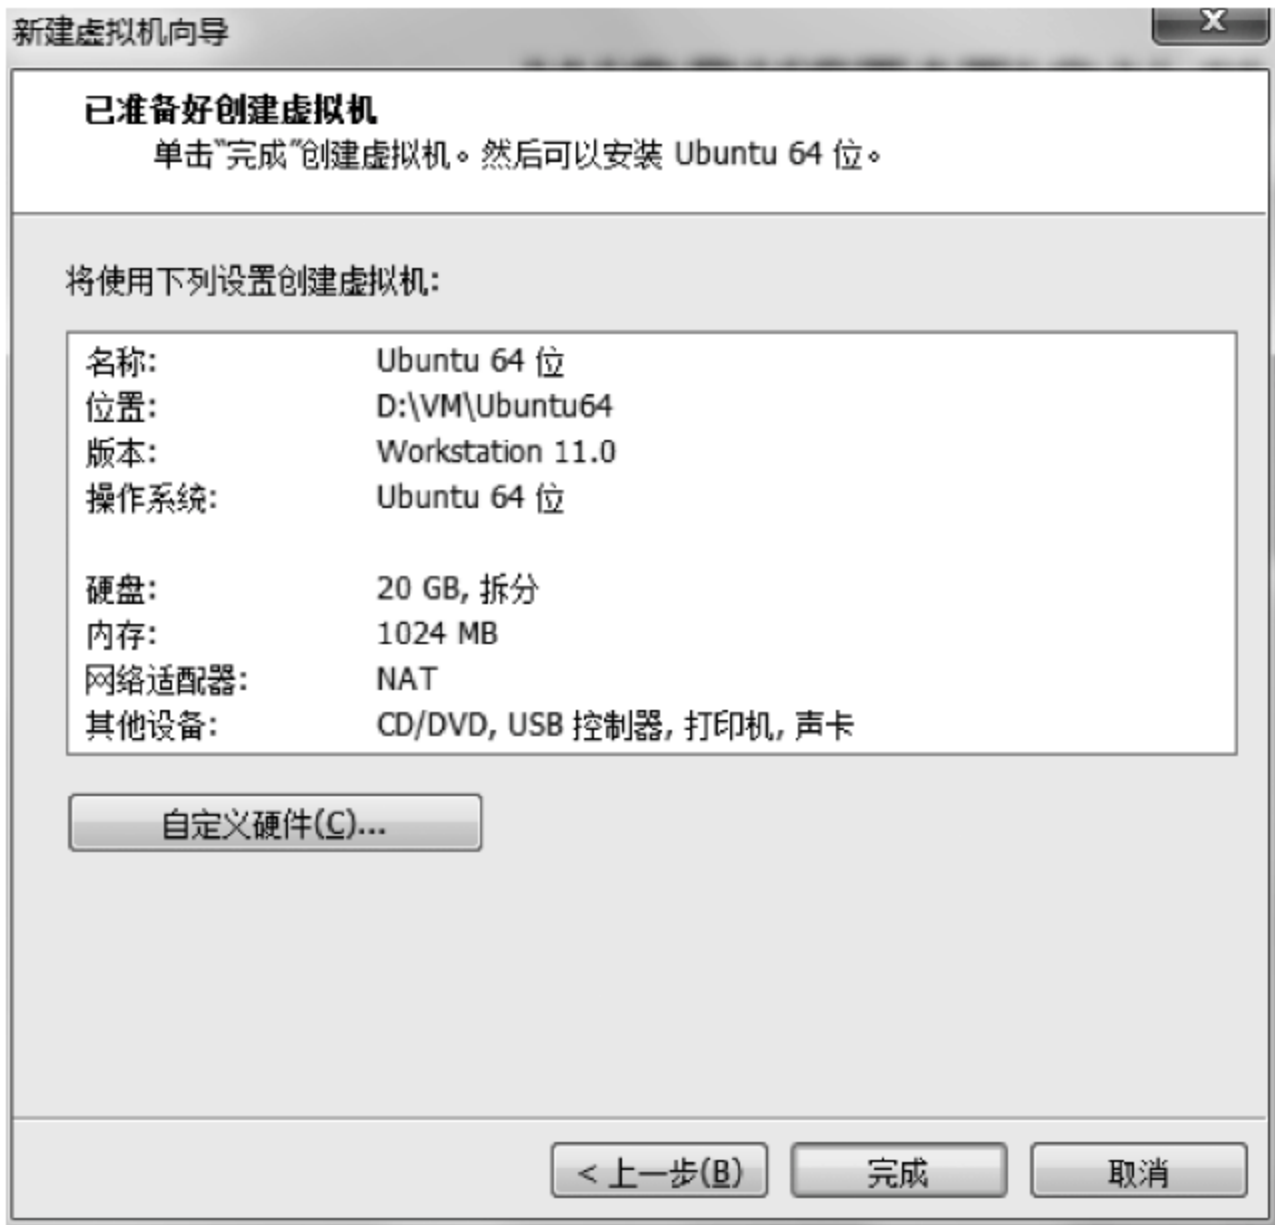 新建虚拟机向导
X
已准备好创建虚拟机
单击“完成”创建虚拟机。然后可以安装 Ubuntu 64 位。
将使用下列设置创建虚拟机:
名称: Ubuntu 64 位
位置: D:\VM\Ubuntu64
版本: Workstation 11.0
操作系统: Ubuntu 64 位
硬盘: 20 GB, 拆分
内存: 1024 MB
网络适配器: NAT
其他设备: CD/DVD, USB 控制器, 打印机, 声卡
自定义硬件(C)...
< 上一步(B) 完成 取消